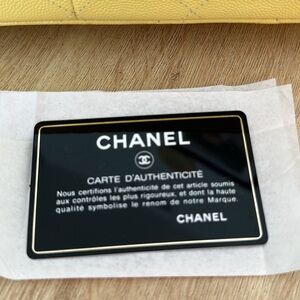 CHANEL
CARTE D'AUTHENTICITÉ
Nous certifions l'authenticité de cet article soumis
aux contrôles les plus rigoureux, et dont la haute
qualité symbolise le renom de notre Marque.
CHANEL